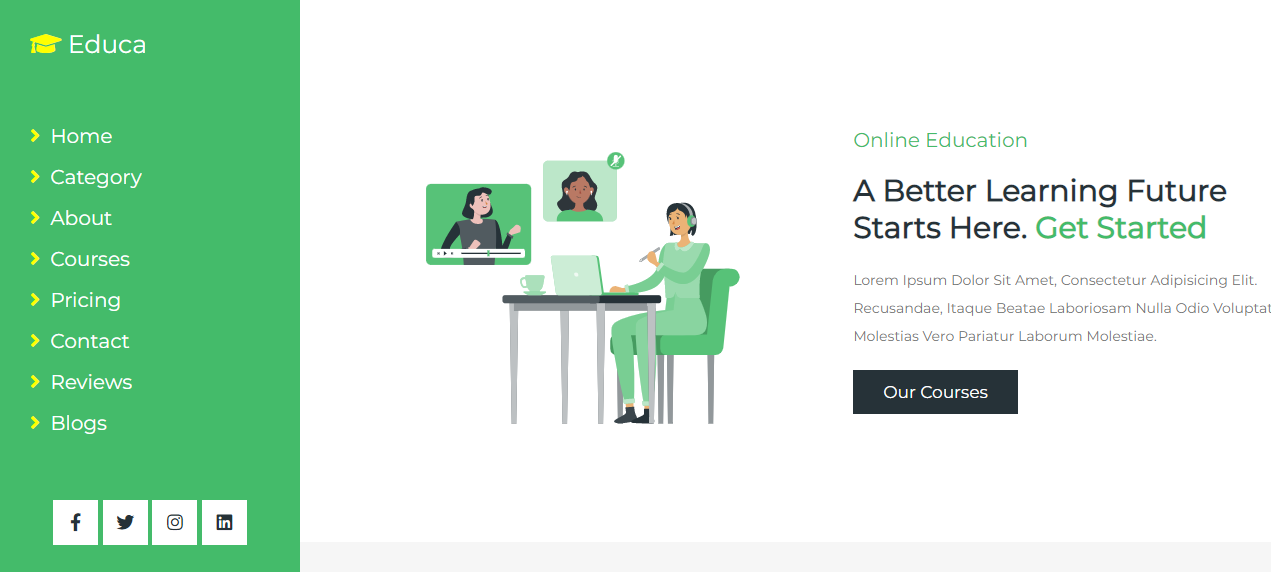 Educa
Home
Category
About
Courses
Pricing
Contact
Reviews
Blogs
Online Education
A Better Learning Future
Starts Here. Get Started
Lorem Ipsum Dolor Sit Amet, Consectetur Adipisicing Elit.
Recusandae, Itaque Beatae Laboriosam Nulla Odio Voluptat
Molestias Vero Pariatur Laborum Molestiae.
Our Courses